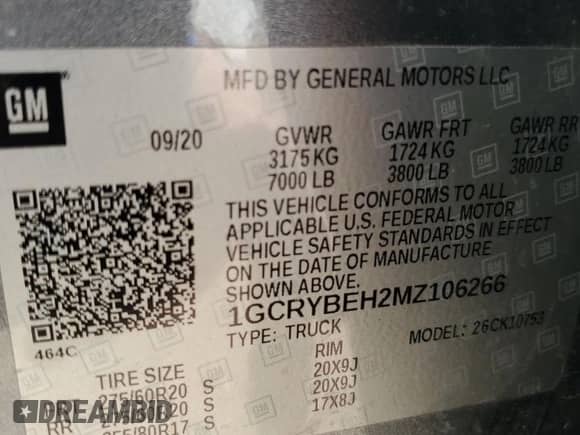 GM
MFD BY GENERAL MOTORS LLC
09/20
GVWR GAWR FRT GAWR RR
3175 KG 1724 KG 1724 KG
7000 LB 3800 LB 3800 LB
THIS VEHICLE CONFORMS TO ALL
APPLICABLE U.S. FEDERAL MOTOR
VEHICLE SAFETY STANDARDS IN EFFECT
ON THE DATE OF MANUFACTURE
SHOWN ABOVE.
1GCRYBEH2MZ106266
464C
TYPE: TRUCK MODEL: 26CK10753
TIRE SIZE RIM
275/60R20 S 20X9J
S 20X9J
RR S 17X8J
DREAMBID